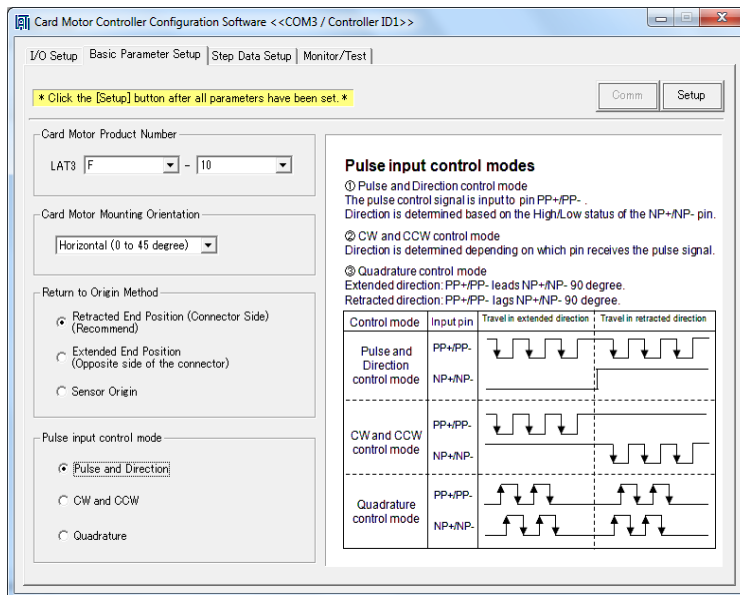 Card Motor Controller Configuration Software <<COM3 / Controller ID1>>
I/O Setup Basic Parameter Setup Step Data Setup Monitor/Test
* Click the [Setup] button after all parameters have been set. *
Comm Setup
Card Motor Product Number
LAT3 F - 10
Card Motor Mounting Orientation
Horizontal (0 to 45 degree)
Return to Origin Method
Retracted End Position (Connector Side)
(Recommend)
Extended End Position
(Opposite side of the connector)
Sensor Origin
Pulse input control mode
Pulse and Direction
CW and CCW
Quadrature
Pulse input control modes
① Pulse and Direction control mode
The pulse control signal is input to pin PP+/PP- .
Direction is determined based on the High/Low status of the NP+/NP- pin.
② CW and CCW control mode
Direction is determined depending on which pin receives the pulse signal.
③ Quadrature control mode
Extended direction: PP+/PP- leads NP+/NP- 90 degree.
Retracted direction: PP+/PP- lags NP+/NP- 90 degree.
Control mode Input pin Travel in extended direction Travel in retracted direction
Pulse and
Direction
control mode
PP+/PP-
NP+/NP-
CW and CCW
control mode
PP+/PP-
NP+/NP-
Quadrature
control mode
PP+/PP-
NP+/NP-